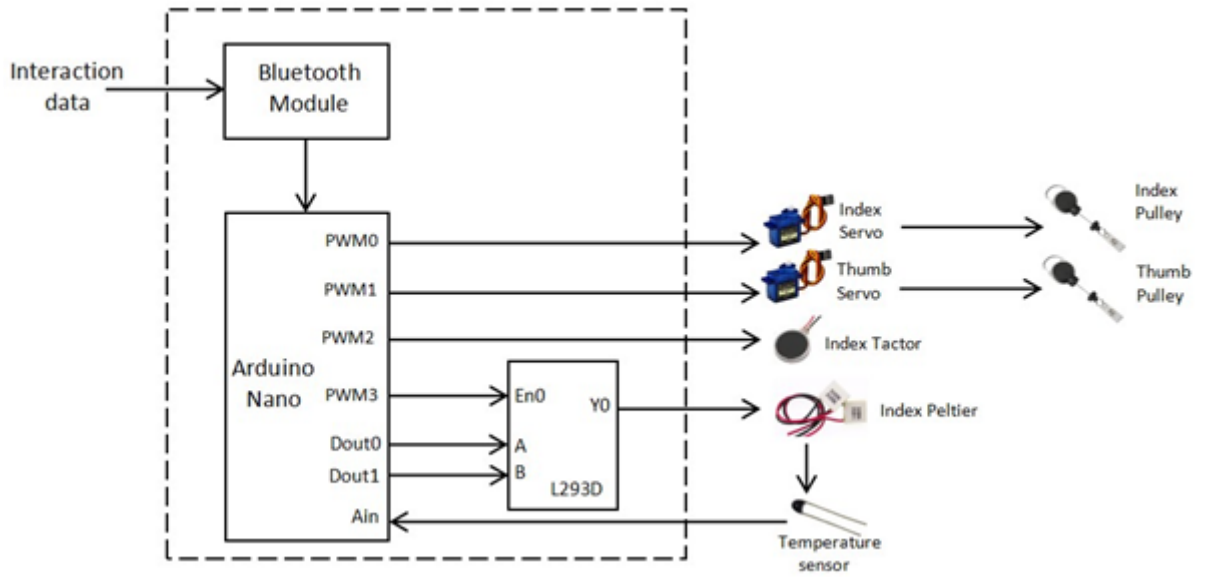 Interaction
data
Bluetooth
Module
Arduino
Nano
PWM0
PWM1
PWM2
PWM3
Dout0
Dout1
Ain
En0
A
B
Y0
L293D
Index
Servo
Thumb
Servo
Index Tactor
Index Peltier
Temperature
sensor
Index
Pulley
Thumb
Pulley